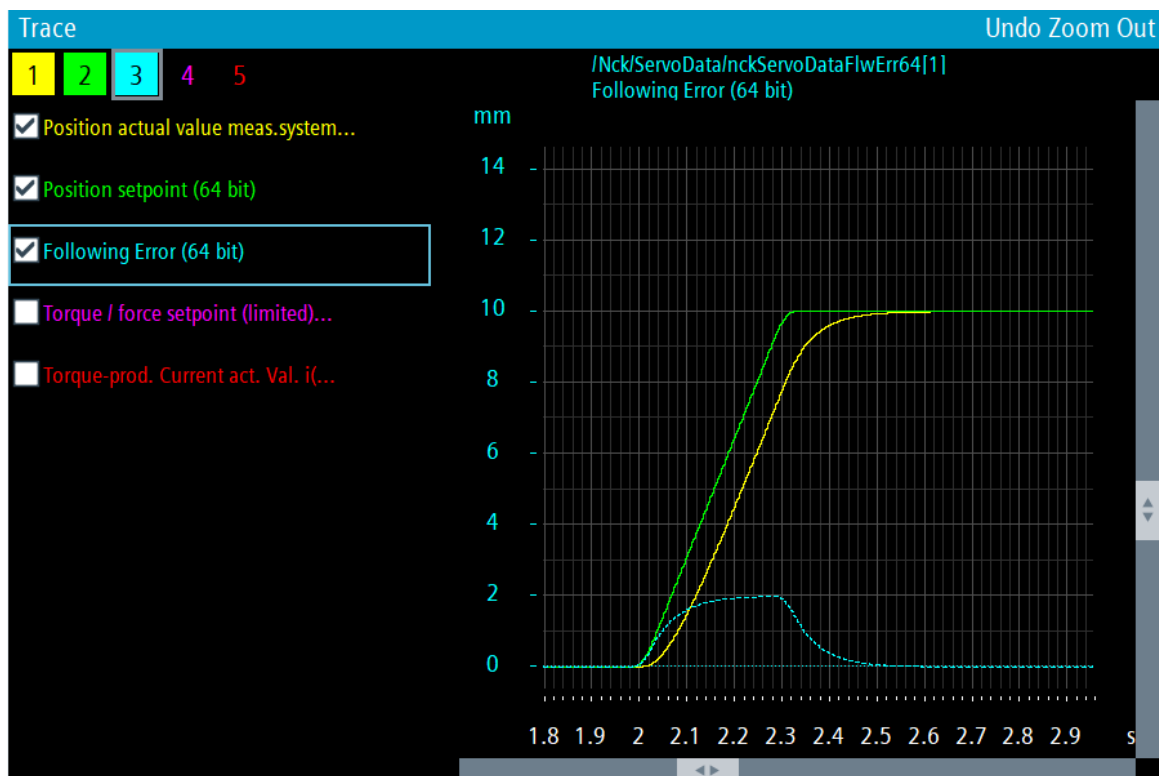 Trace
Undo Zoom Out
1 2 3 4 5
/Nck/ServoData/nckServoDataFlwErr64[1]
Following Error (64 bit)
Position actual value meas.system...
Position setpoint (64 bit)
Following Error (64 bit)
Torque / force setpoint (limited)...
Torque-prod. Current act. Val. i(...
mm
14
12
10
8
6
4
2
0
1.8 1.9 2 2.1 2.2 2.3 2.4 2.5 2.6 2.7 2.8 2.9 s